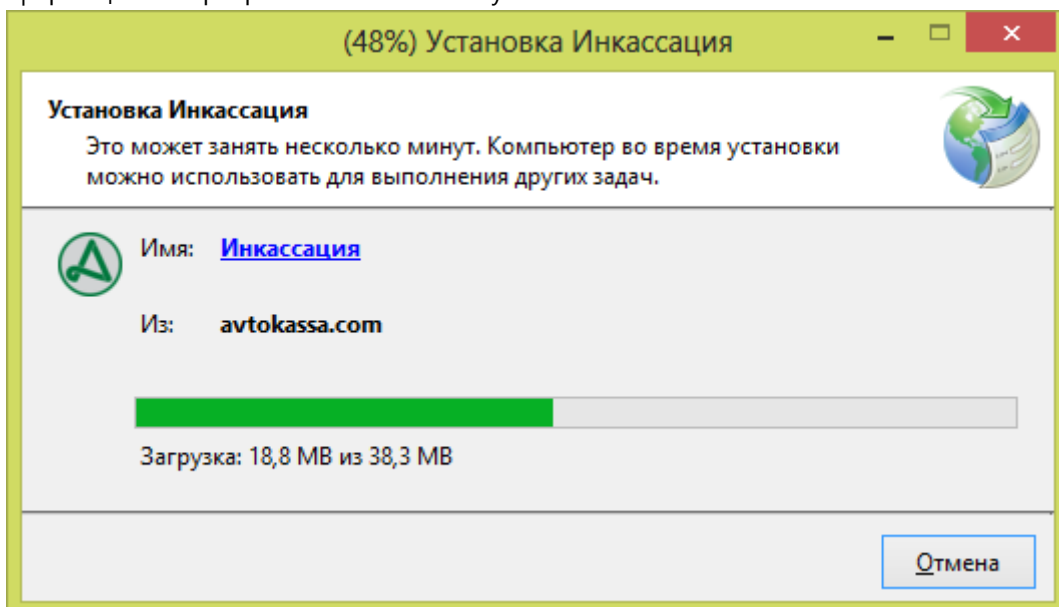 (48%) Установка Инкассация
Установка Инкассация
Это может занять несколько минут. Компьютер во время установки
можно использовать для выполнения других задач.
Имя: Инкассация
Из: avtokassa.com
Загрузка: 18,8 MB из 38,3 MB
Отмена